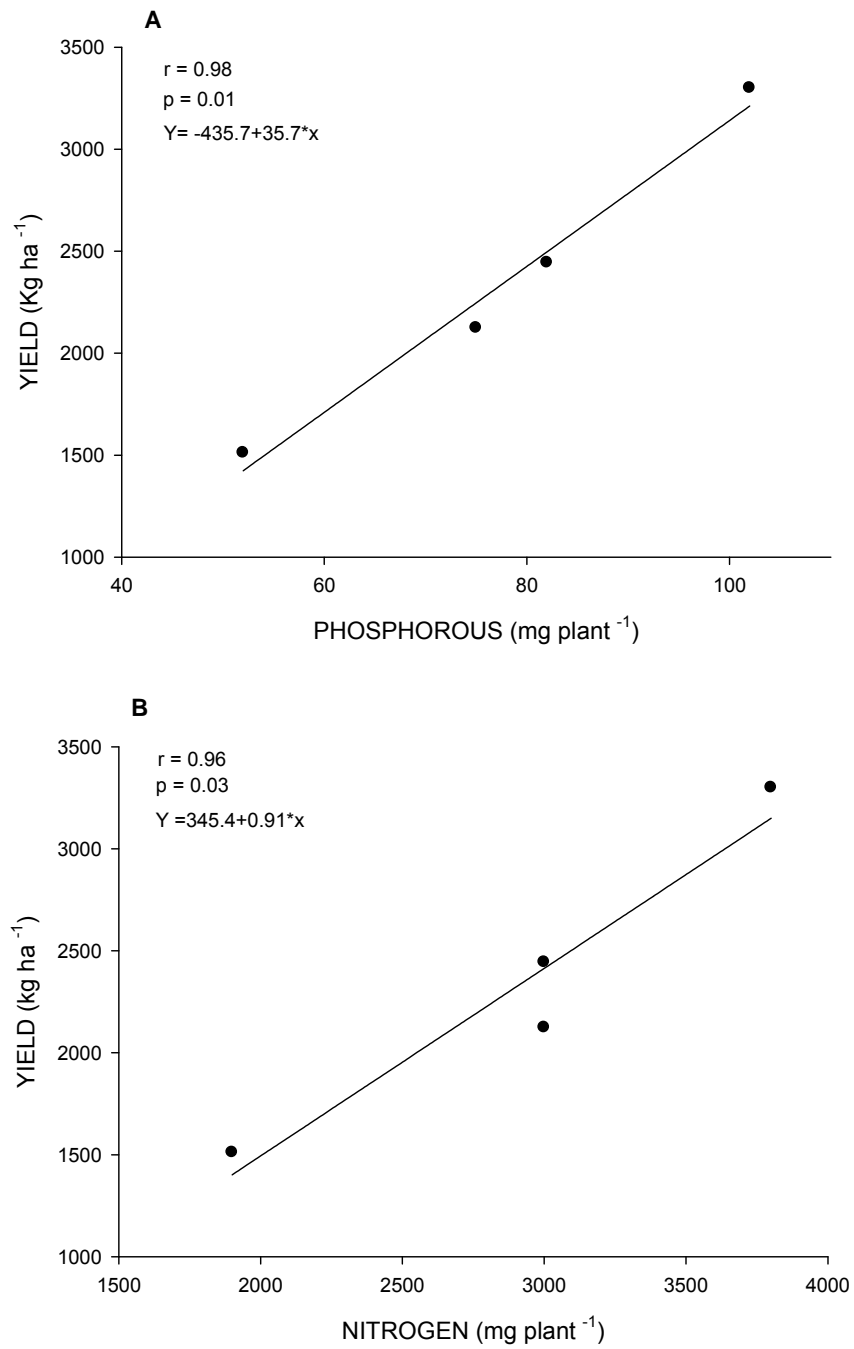 A
3500
r = 0.98
p = 0.01
Y= -435.7+35.7*x
3000
2500
2000
1500
1000
YIELD (Kg ha -1)
40 60 80 100
PHOSPHOROUS (mg plant -1)
B
3500
r = 0.96
p = 0.03
Y =345.4+0.91*x
3000
2500
2000
1500
1000
YIELD (kg ha -1)
1500 2000 2500 3000 3500 4000
NITROGEN (mg plant -1)